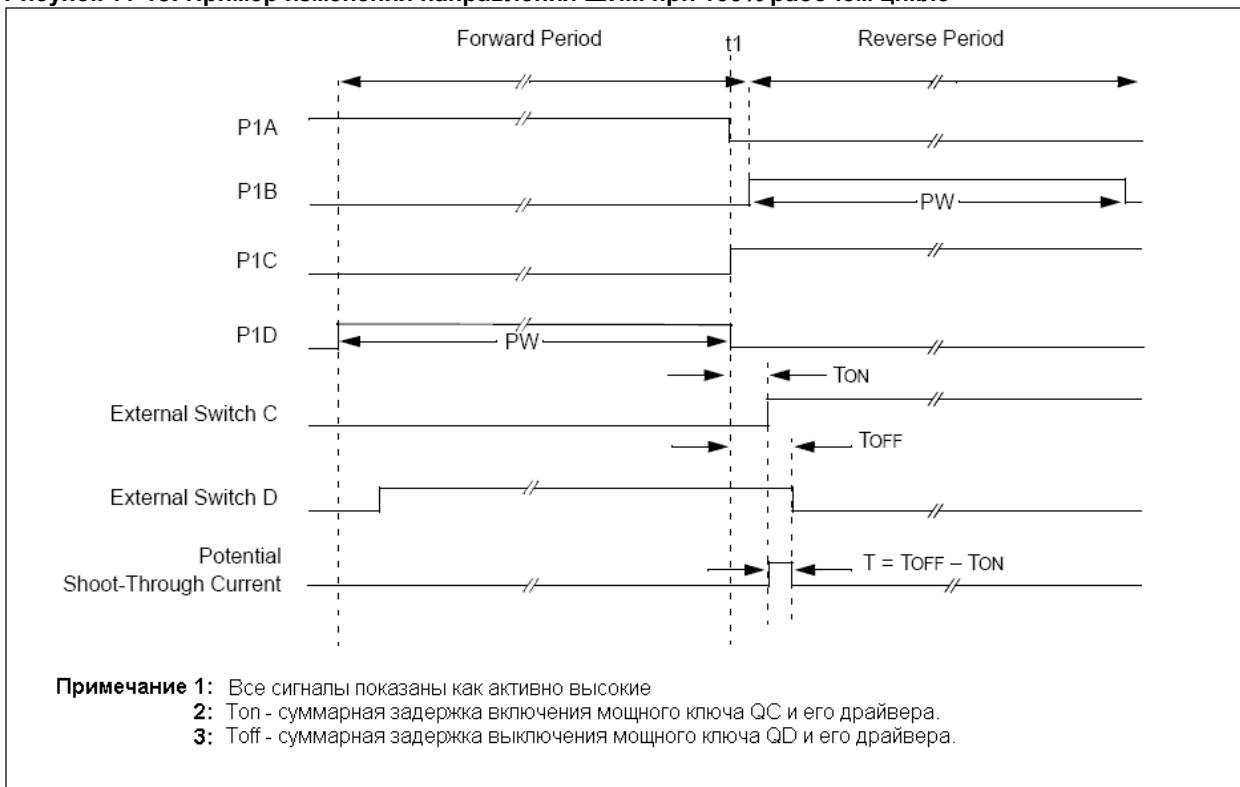 Forward Period
t1
Reverse Period
P1A
P1B
PW
P1C
P1D
PW
TON
External Switch C
TOFF
External Switch D
Potential
Shoot-Through Current
T = TOFF – TON
Примечание 1: Все сигналы показаны как активно высокие
2: Ton - суммарная задержка включения мощного ключа QC и его драйвера.
3: Toff - суммарная задержка выключения мощного ключа QD и его драйвера.